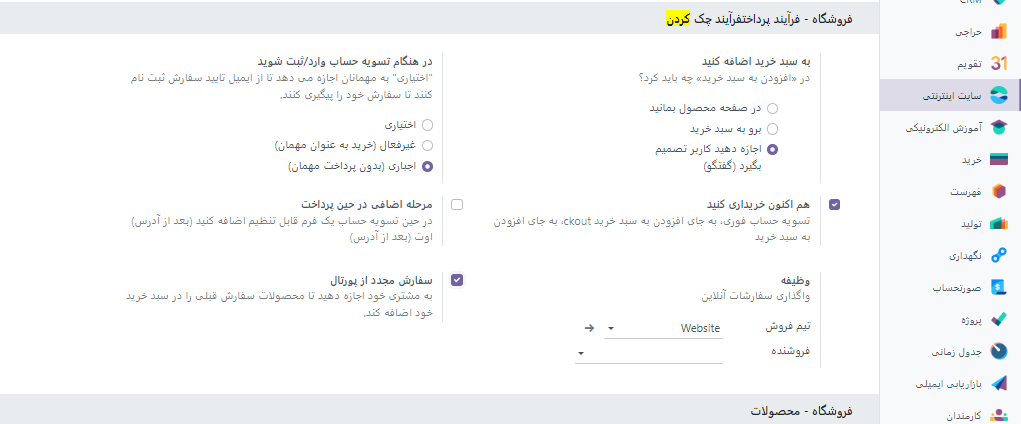 فروشگاه - فرآیند پرداختفرآیند چک کردن.
به سبد خرید اضافه کنید
در «افزودن به سبد خرید» چه باید کرد؟
در صفحه محصول بمانید
برو به سبد خرید
اجازه دهید کاربر تصمیم
بگیرد (گفتگو)
در هنگام تسویه حساب وارد/ثبت شوید
"اختیاری" به مهمانان اجازه می دهد تا از ایمیل تایید سفارش ثبت نام
کنند تا سفارش خود را پیگیری کنند.
اختیاری
غیرفعال (خرید به عنوان مهمان)
اجباری (بدون پرداخت مهمان)
هم اکنون خریداری کنید
تسویه حساب فوری، به جای افزودن به سبد خرید ckout، به جای افزودن
به سبد خرید
مرحله اضافی در حین پرداخت
در حین تسویه حساب یک فرم قابل تنظیم اضافه کنید (بعد از آدرس)
اوت (بعد از آدرس)
وظیفه
واگذاری سفارشات آنلاین
تیم فروش
Website
فروشنده
سفارش مجدد از پورتال
به مشتری خود اجازه دهید تا محصولات سفارش قبلی را در سبد خرید
خود اضافه کند.
فروشگاه - محصولات
CRM
حراجی
تقویم
31
سایت اینترنتی
آموزش الکترونیکی
خرید
فهرست
تولید
نگهداری
صورتحساب
پروژه
جدول زمانی
بازاریابی ایمیلی
کارمندان